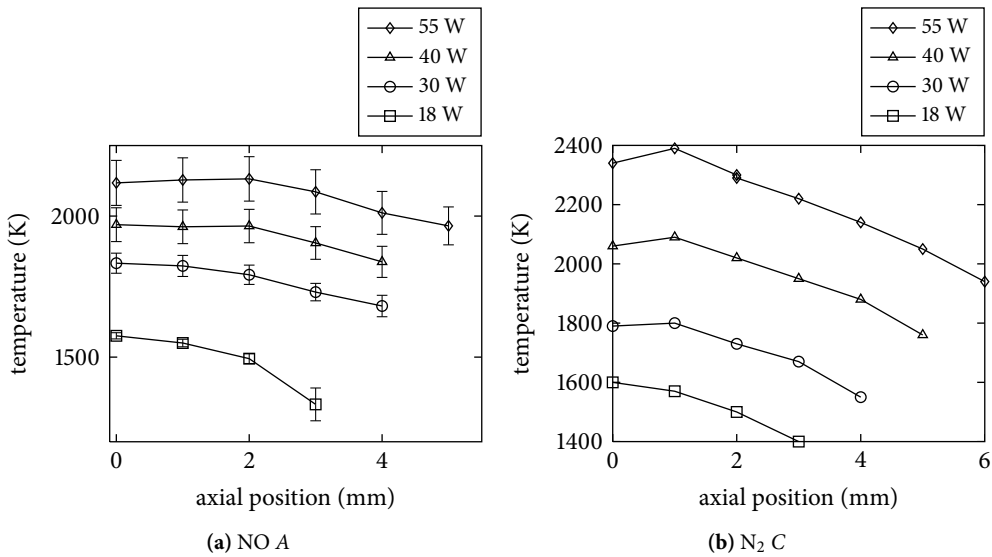 55 W
40 W
30 W
18 W
2000
1500
temperature (K)
0
2
4
axial position (mm)
(a) NO A
55 W
40 W
30 W
18 W
2400
2200
2000
1800
1600
1400
temperature (K)
0
2
4
6
axial position (mm)
(b) N₂ C